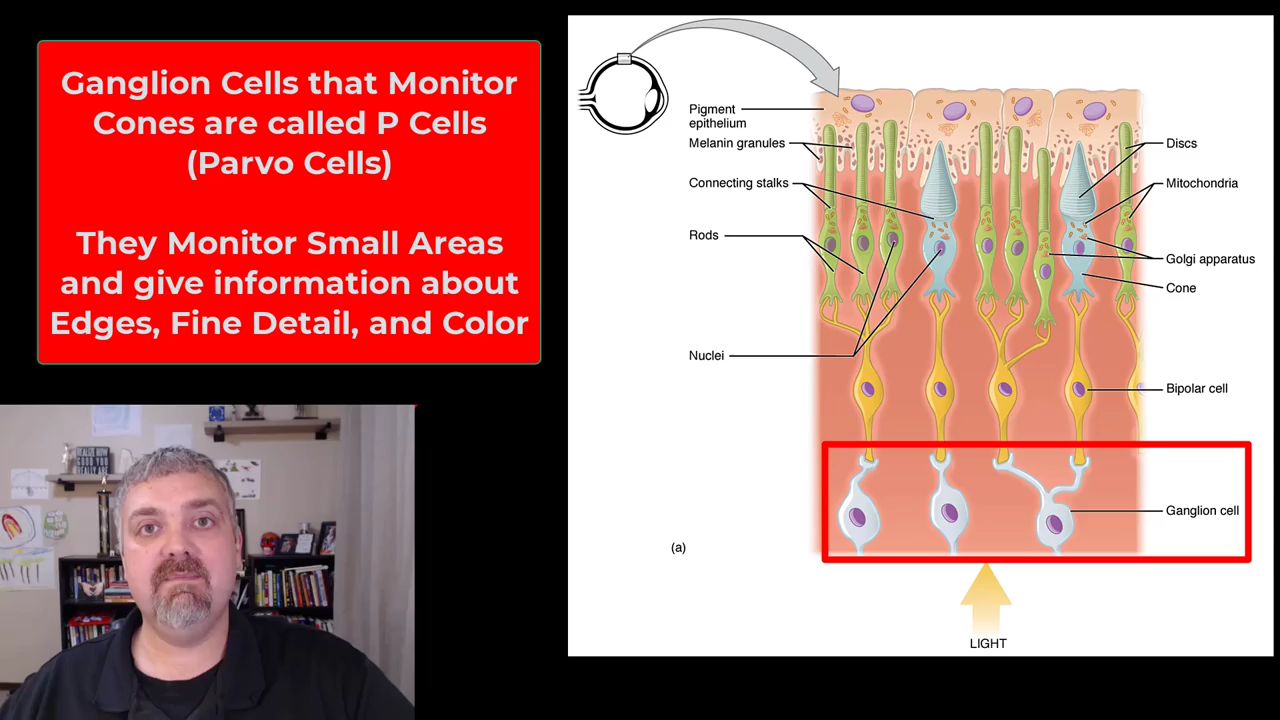 Ganglion Cells that Monitor
Cones are called P Cells
(Parvo Cells)
They Monitor Small Areas
and give information about
Edges, Fine Detail, and Color
Pigment
epithelium
Melanin granules
Connecting stalks
Rods
Nuclei
(a)
Discs
Mitochondria
Golgi apparatus
Cone
Bipolar cell
Ganglion cell
LIGHT